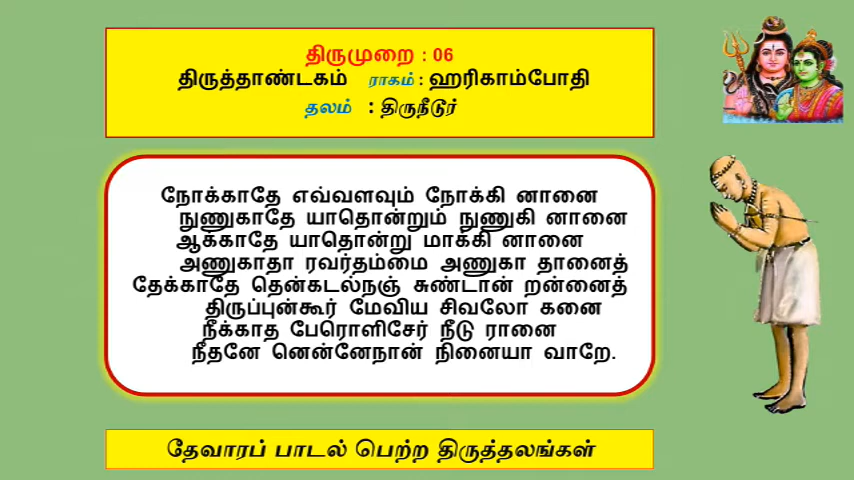 திருமுறை : 06
திருத்தாண்டகம் ராகம் : ஹரிகாம்போதி
தலம் : திருநீடூர்
நோக்காதே எவ்வளவும் நோக்கி னானை
நுணுகாதே யாதொன்றும் நுணுகி னானை
ஆக்காதே யாதொன்று மாக்கி னானை
அணுகாதா ரவர்தம்மை அணுகா தானைத்
தேக்காதே தென்கடல்நஞ் சுண்டான் றன்னைத்
திருப்புன்கூர் மேவிய சிவலோ கனை
நீக்காத பேரொளிசேர் நீடு ரானை
நீதனே னென்னேநான் நினையா வாறே.
தேவாரப் பாடல் பெற்ற திருத்தலங்கள்